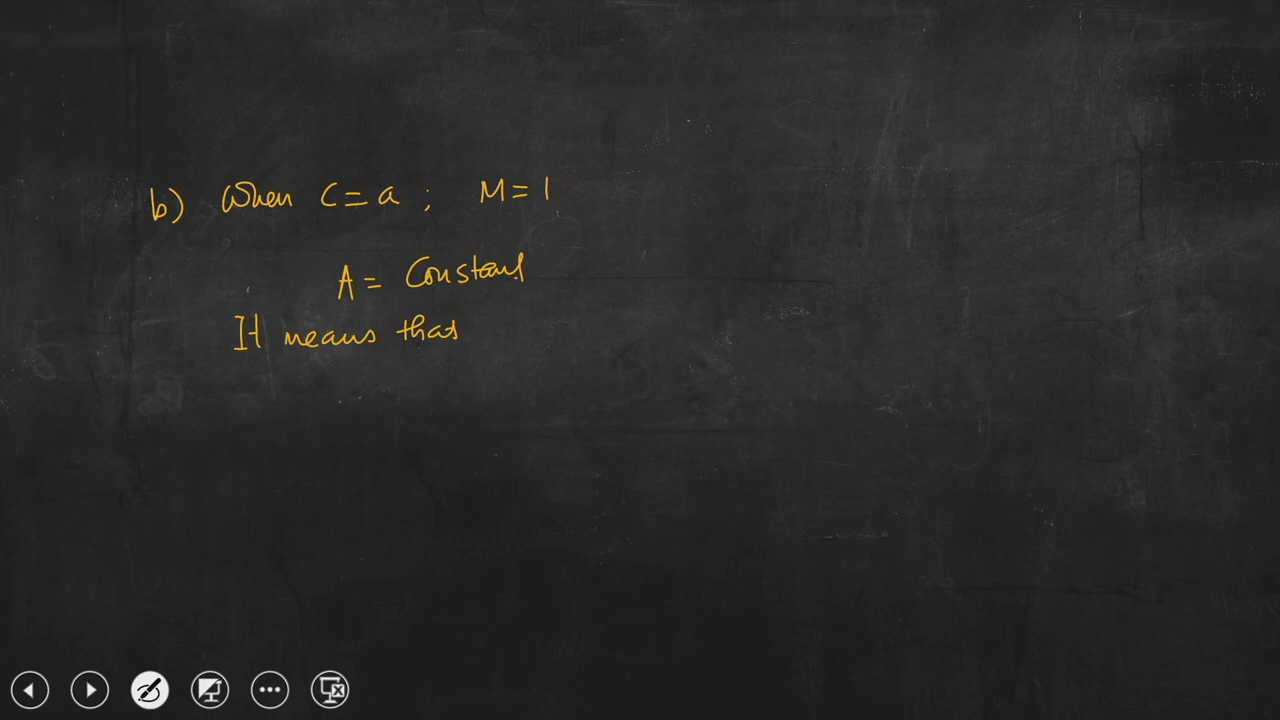 b) When C = a ; M = 1
A = Constant
It means that